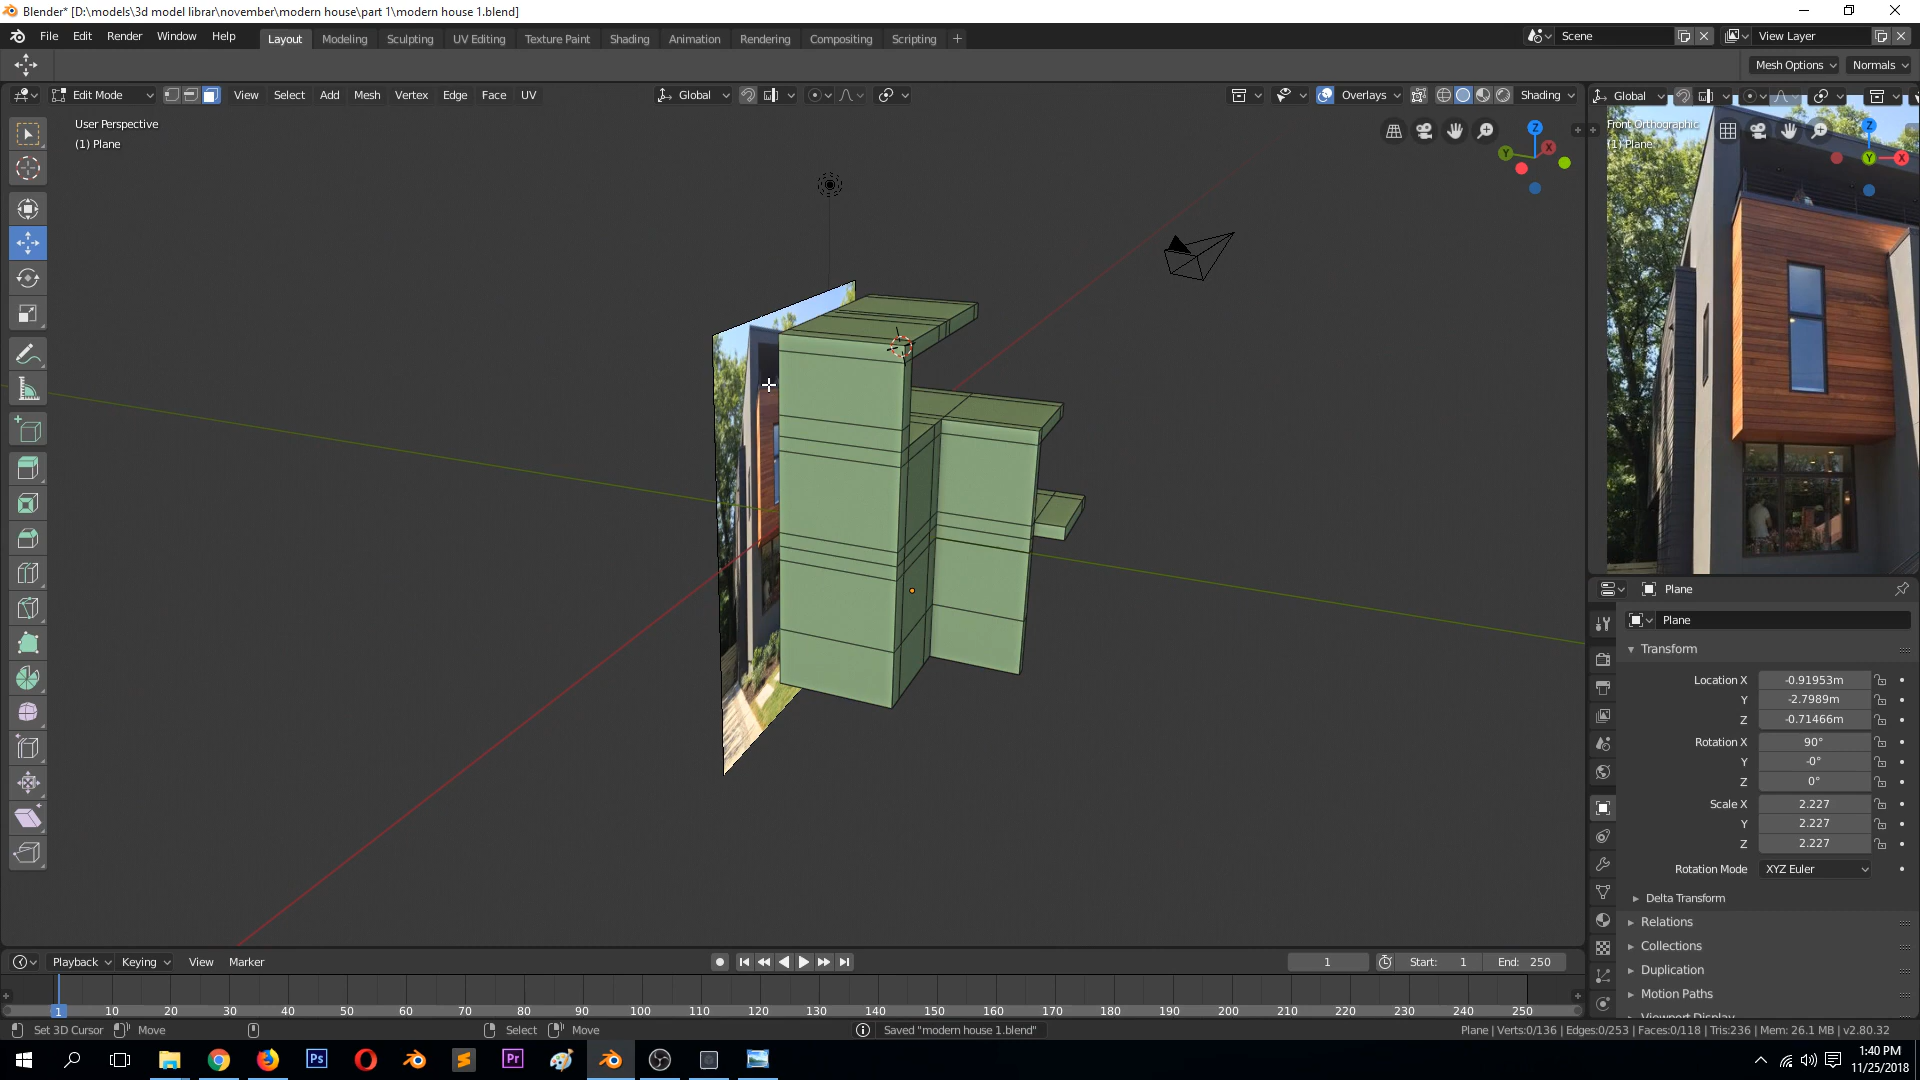 Blender* [D:\models\3d model librar\november\modern house\part 1\modern house 1.blend]
File Edit Render Window Help Layout Modeling Sculpting UV Editing Texture Paint Shading Animation Rendering Compositing Scripting + Scene View Layer
Mesh Options Normals
Edit Mode View Select Add Mesh Vertex Edge Face UV Global Overlays Shading Global
User Perspective
(1) Plane
Z
Y
X
Front Orthographic
(1) Plane
Z
Y
X
Plane
Plane
Transform
Location X -0.91953m
Y -2.7989m
Z -0.71466m
Rotation X 90°
Y -0°
Z 0°
Scale X 2.227
Y 2.227
Z 2.227
Rotation Mode XYZ Euler
Delta Transform
Relations
Collections
Duplication
Motion Paths
Viewport Display
Playback Keying View Marker 1 Start: 1 End: 250
1 10 20 30 40 50 60 70 80 90 100 110 120 130 140 150 160 170 180 190 200 210 220 230 240 250
Set 3D Cursor Move Select Move Saved "modern house 1.blend" Plane | Verts:0/136 | Edges:0/253 | Faces:0/118 | Tris:236 | Mem: 26.1 MB | v2.80.32
Ps Pr
1:40 PM
11/25/2018